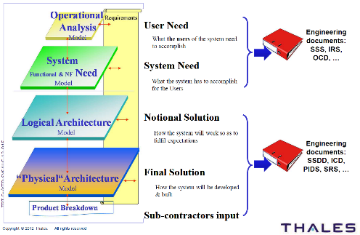 Operational
Analysis
Model
Requirements
System
Functional & NF Need
Model
Logical Architecture
Model
"Physical" Architecture
Model
Product Breakdown
User Need
What the users of the system need
to accomplish
System Need
What the system has to accomplish
for the Users
Notional Solution
How the system will work so as to
fulfil expectations
Final Solution
How the system will be developed
& built
Sub-contractors input
Engineering
documents:
SSS, IRS,
OCD, ...
Engineering
documents:
SSDD, ICD,
PIDS, SRS, ...
Copyright © 2012 Thales. All rights reserved
THALES